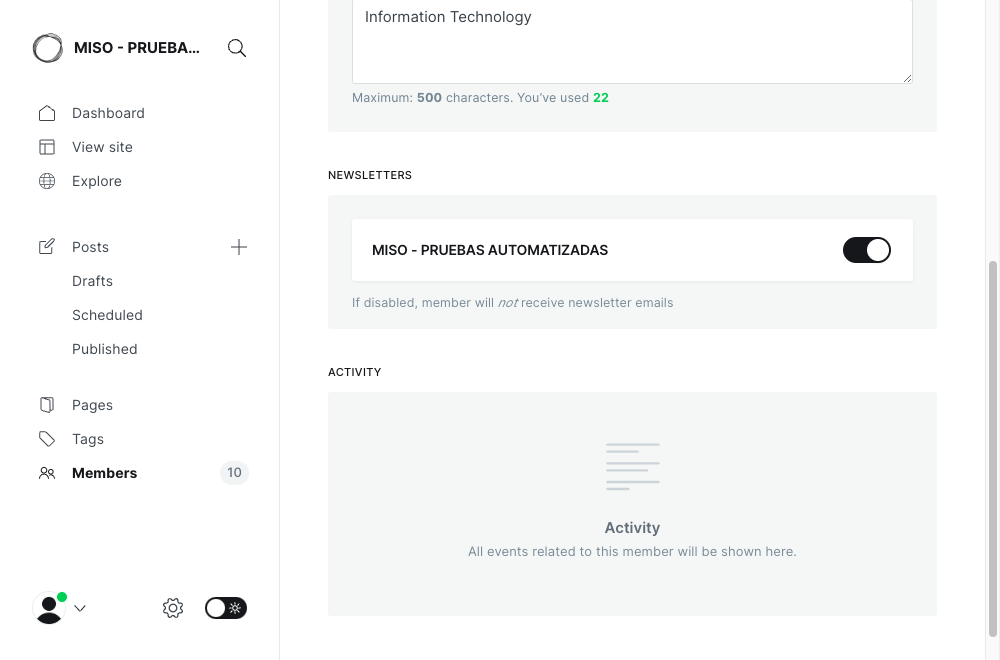 MISO - PRUEBA...
Dashboard
View site
Explore
Posts
Drafts
Scheduled
Published
Pages
Tags
Members
10
Information Technology
Maximum: 500 characters. You've used 22
NEWSLETTERS
MISO - PRUEBAS AUTOMATIZADAS
If disabled, member will not receive newsletter emails
ACTIVITY
Activity
All events related to this member will be shown here.